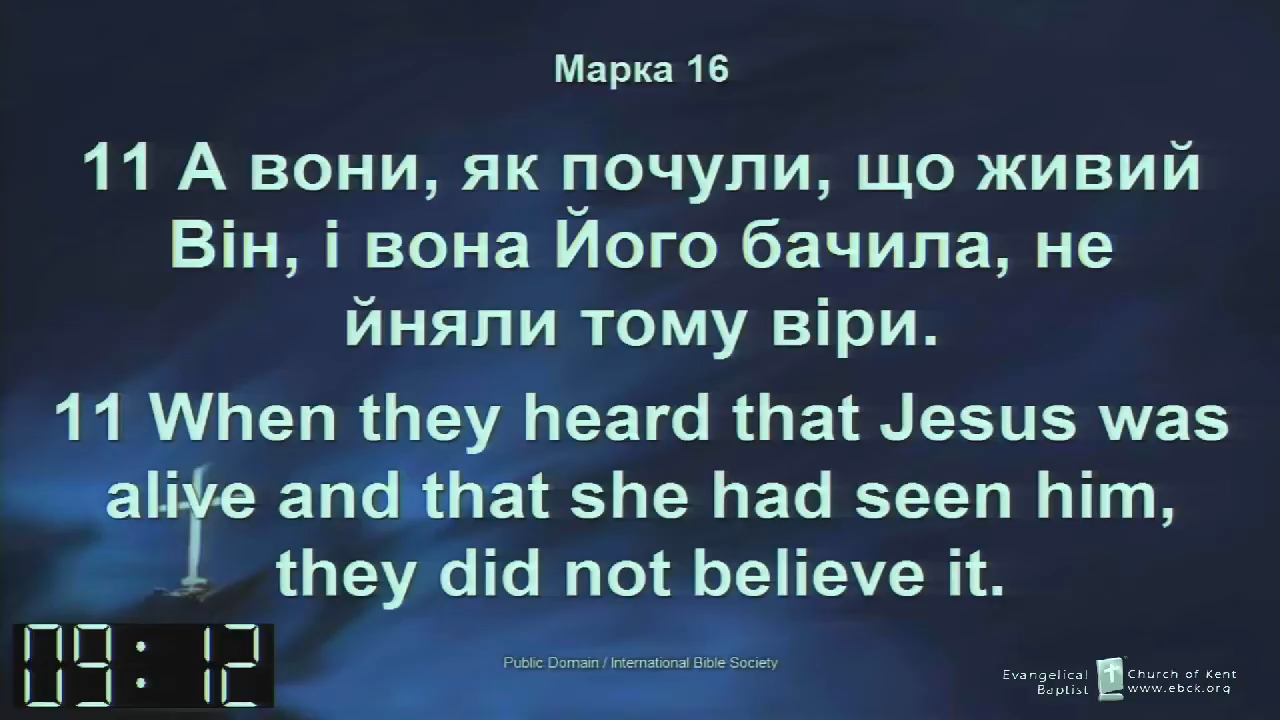 Марка 16
11 А вони, як почули, що живий
Він, і вона Його бачила, не
йняли тому віри.
11 When they heard that Jesus was
alive and that she had seen him,
they did not believe it.
09:12
Public Domain / International Bible Society
Evangelical Church of Kent
Baptist www.ebck.org